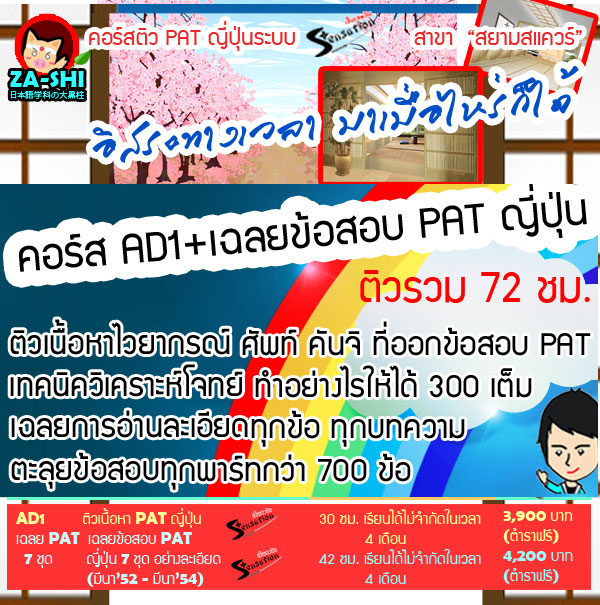 คอร์สติว PAT ญี่ปุ่นระบบ Sensation สาขา "สยามสแควร์"
ZA-SHI
日本語学科の大黒柱
อิสระทางเวลา มาเมื่อไหร่ก็ได้
คอร์ส AD1+เฉลยข้อสอบ PAT ญี่ปุ่น
ติวรวม 72 ชม.
ติวเนื้อหาไวยากรณ์ ศัพท์ คันจิ ที่ออกข้อสอบ PAT
เทคนิควิเคราะห์โจทย์ ทำอย่างไรให้ได้ 300 เต็ม
เฉลยการอ่านละเอียดทุกข้อ ทุกบทความ
ตะลุยข้อสอบทุกพาร์ทกว่า 700 ข้อ
AD1 ติวเนื้อหา PAT ญี่ปุ่น Sensation 30 ชม. เรียนได้ไม่จำกัดในเวลา 3,900 บาท
4 เดือน (ตำราฟรี)
เฉลย PAT เฉลยข้อสอบ PAT
7 ชุด ญี่ปุ่น 7 ชุด อย่างละเอียด Sensation 42 ชม. เรียนได้ไม่จำกัดในเวลา 4,200 บาท
(มีนา'52 - มีนา'54) 4 เดือน (ตำราฟรี)